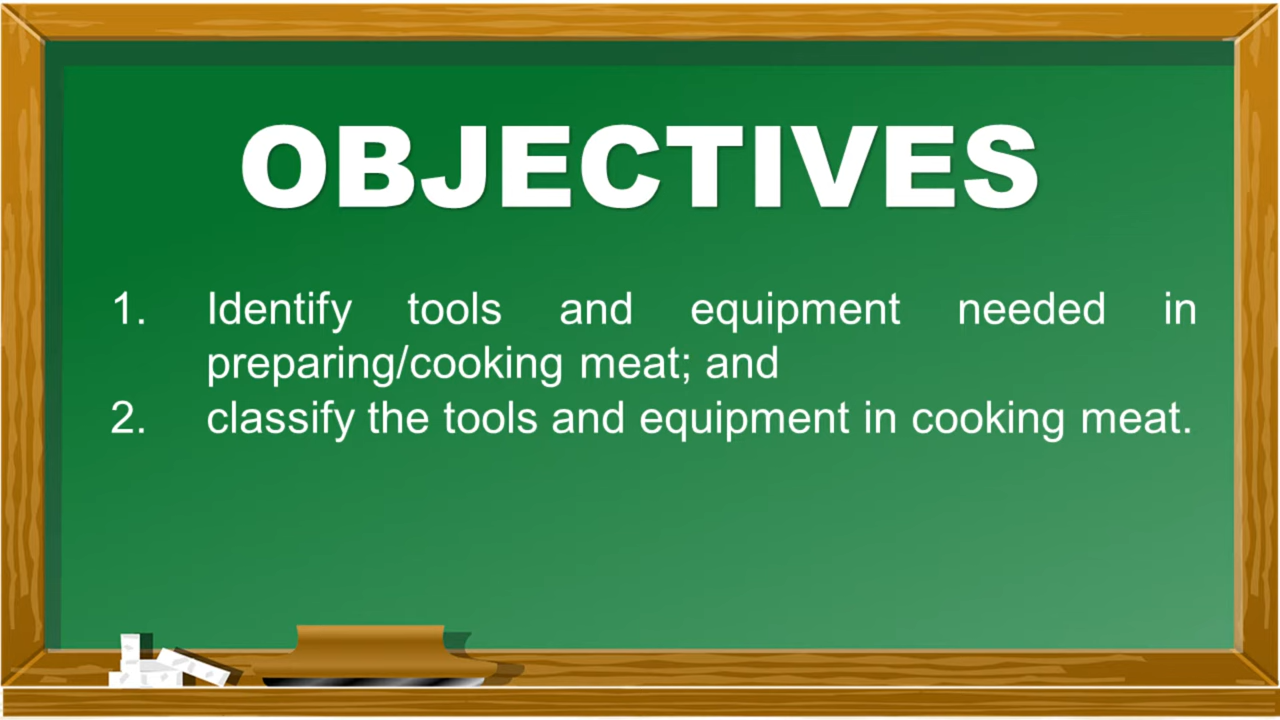 OBJECTIVES
1. Identify tools and equipment needed in
preparing/cooking meat; and
2. classify the tools and equipment in cooking meat.